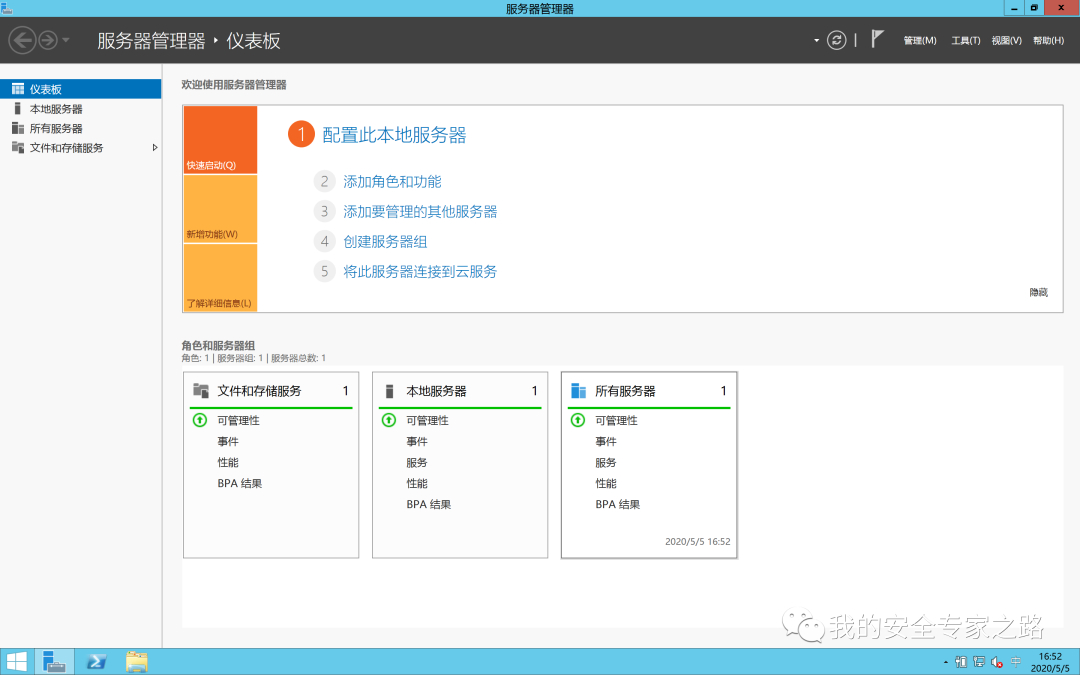 服务器管理器
服务器管理器 ‣ 仪表板
管理(M) 工具(T) 视图(V) 帮助(H)
仪表板
本地服务器
所有服务器
文件和存储服务
欢迎使用服务器管理器
快速启动(Q)
新增功能(W)
了解详细信息(L)
1 配置此本地服务器
2 添加角色和功能
3 添加要管理的其他服务器
4 创建服务器组
5 将此服务器连接到云服务
隐藏
角色和服务器组
角色: 1 | 服务器组: 1 | 服务器总数: 1
文件和存储服务 1
可管理性
事件
性能
BPA 结果
本地服务器 1
可管理性
事件
服务
性能
BPA 结果
所有服务器 1
可管理性
事件
服务
性能
BPA 结果
2020/5/5 16:52
我的安全专家之路
中
16:52
2020/5/5